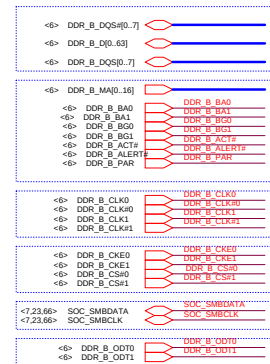 <6> DDR_B_DQS#[0..7]
<6> DDR_B_D[0..63]
<6> DDR_B_DQS[0..7]
<6> DDR_B_MA[0..16]
<6> DDR_B_BA0 DDR_B_BA0
<6> DDR_B_BA1 DDR_B_BA1
<6> DDR_B_BG0 DDR_B_BG0
<6> DDR_B_BG1 DDR_B_BG1
<6> DDR_B_ACT# DDR_B_ACT#
<6> DDR_B_ALERT# DDR_B_ALERT#
<6> DDR_B_PAR DDR_B_PAR
<6> DDR_B_CLK0 DDR_B_CLK0
<6> DDR_B_CLK#0 DDR_B_CLK#0
<6> DDR_B_CLK1 DDR_B_CLK1
<6> DDR_B_CLK#1 DDR_B_CLK#1
<6> DDR_B_CKE0 DDR_B_CKE0
<6> DDR_B_CKE1 DDR_B_CKE1
<6> DDR_B_CS#0 DDR_B_CS#0
<6> DDR_B_CS#1 DDR_B_CS#1
<7,23,66> SOC_SMBDATA SOC_SMBDATA
<7,23,66> SOC_SMBCLK SOC_SMBCLK
<6> DDR_B_ODT0 DDR_B_ODT0
<6> DDR_B_ODT1 DDR_B_ODT1